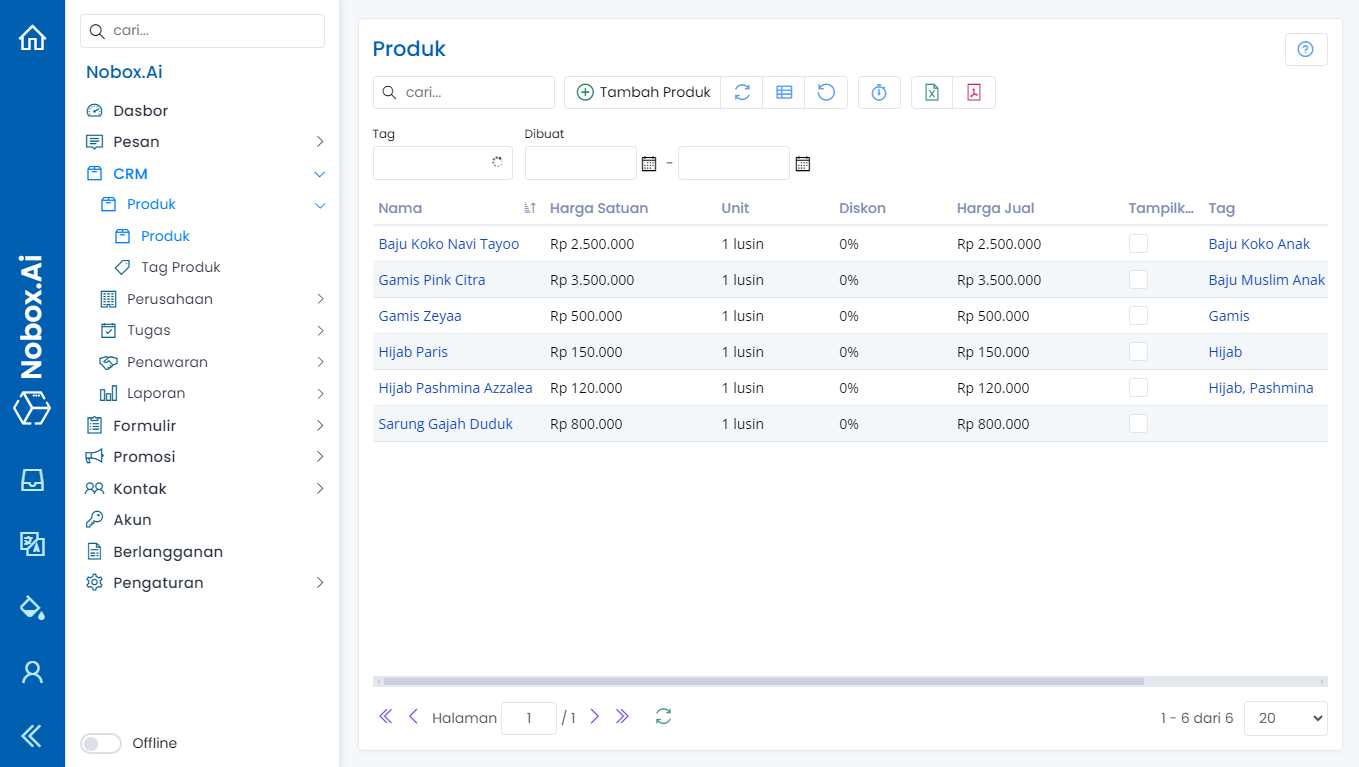 cari...
Nobox.Ai
Dasbor
Pesan
CRM
Produk
Produk
Tag Produk
Perusahaan
Tugas
Penawaran
Laporan
Formulir
Promosi
Kontak
Akun
Berlangganan
Pengaturan
Offline
Nobox.Ai
Produk
cari...
Tambah Produk
Tag
Dibuat
-
Nama Harga Satuan Unit Diskon Harga Jual Tampilk... Tag
Baju Koko Navi Tayoo Rp 2.500.000 1 lusin 0% Rp 2.500.000 Baju Koko Anak
Gamis Pink Citra Rp 3.500.000 1 lusin 0% Rp 3.500.000 Baju Muslim Anak
Gamis Zeyaa Rp 500.000 1 lusin 0% Rp 500.000 Gamis
Hijab Paris Rp 150.000 1 lusin 0% Rp 150.000 Hijab
Hijab Pashmina Azzalea Rp 120.000 1 lusin 0% Rp 120.000 Hijab, Pashmina
Sarung Gajah Duduk Rp 800.000 1 lusin 0% Rp 800.000
Halaman 1 / 1
1 - 6 dari 6 20